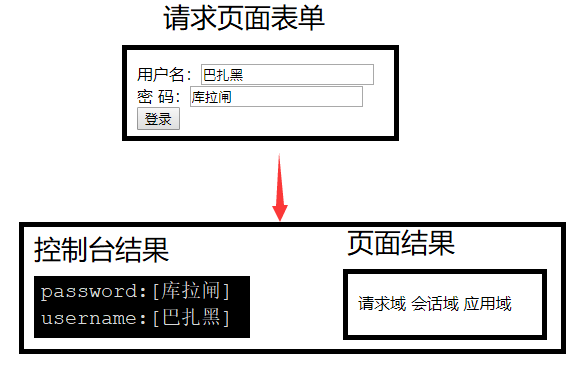 请求页面表单
用户名：巴扎黑
密 码：库拉闸
登录
控制台结果
password:[库拉闸]
username:[巴扎黑]
页面结果
请求域 会话域 应用域